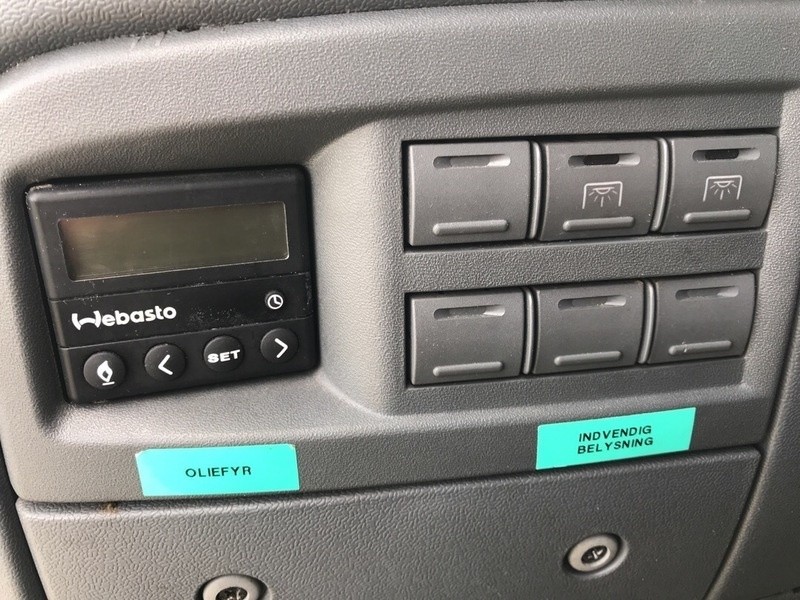 Webasto
SET
OLIEFYR
INDVENDIG
BELYSNING